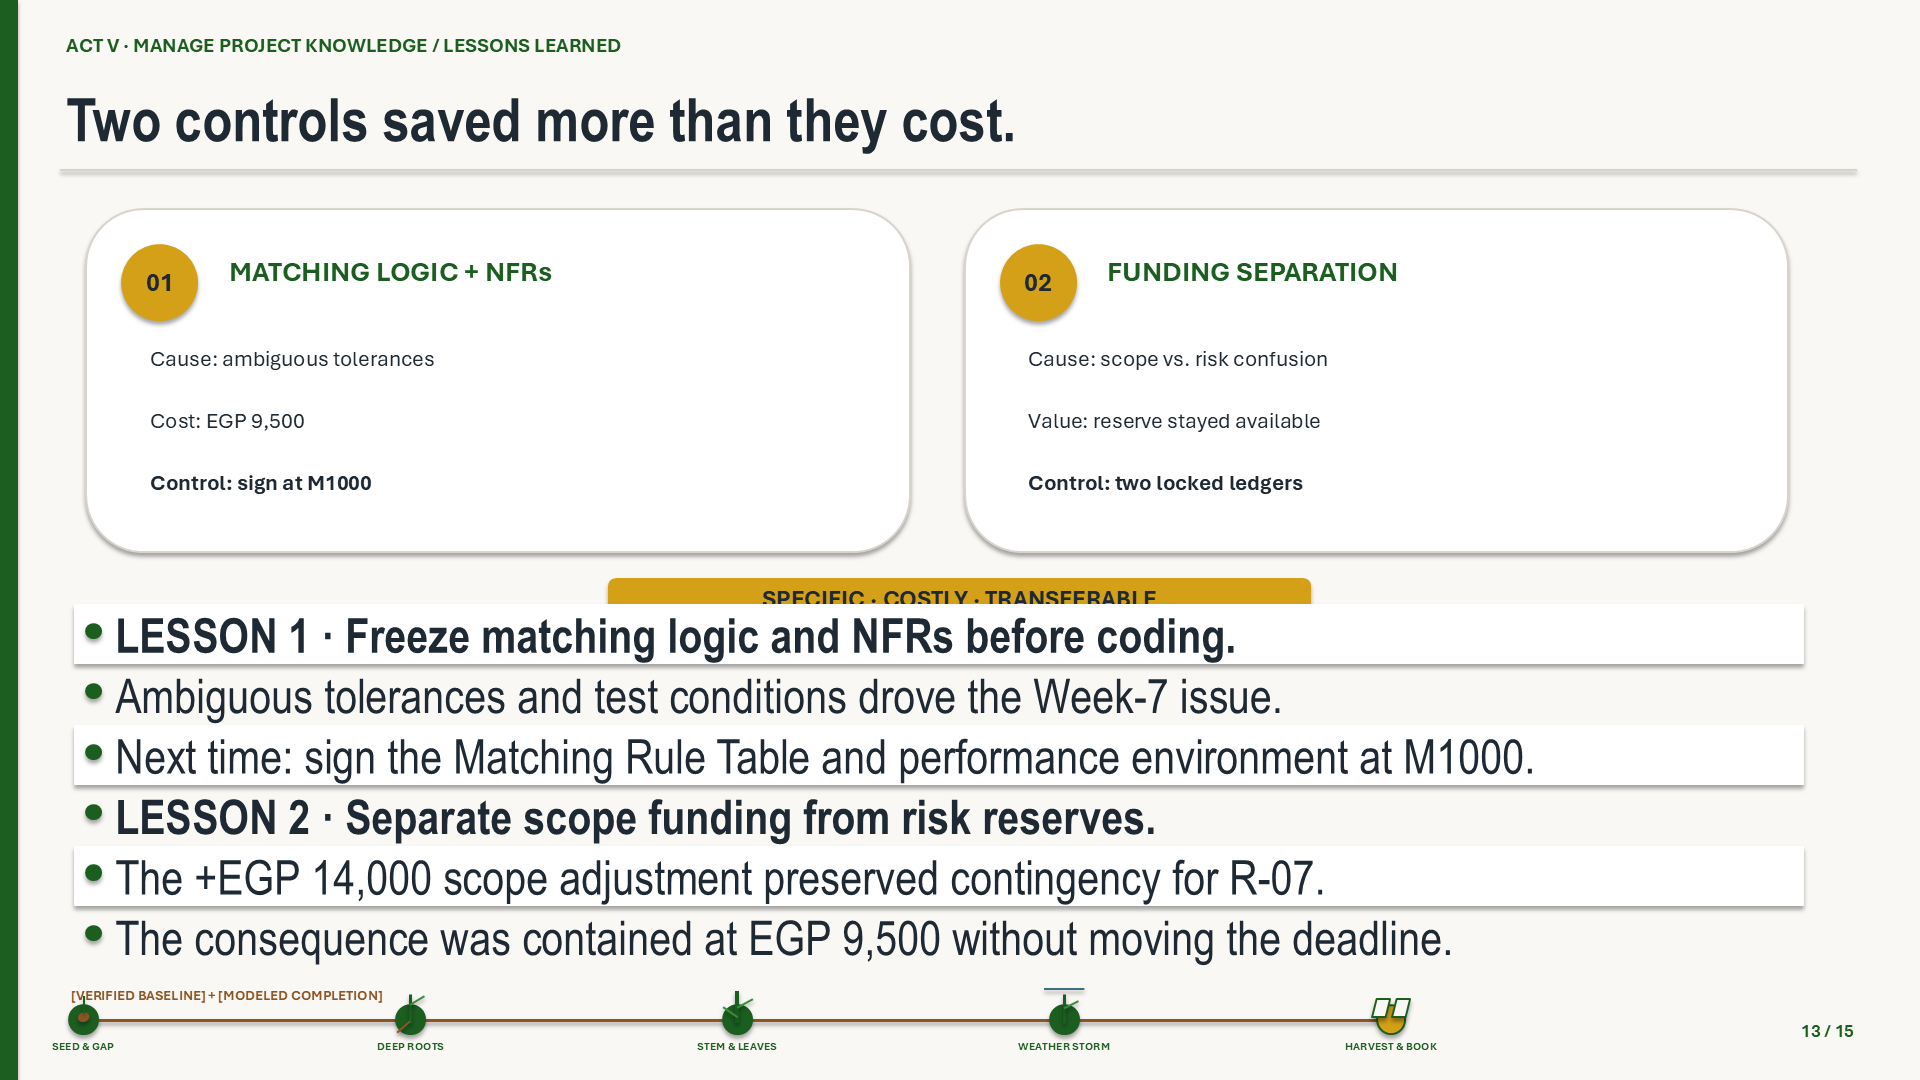 ACT V · MANAGE PROJECT KNOWLEDGE / LESSONS LEARNED
Two controls saved more than they cost.
01
MATCHING LOGIC + NFRs
Cause: ambiguous tolerances
Cost: EGP 9,500
Control: sign at M1000
02
FUNDING SEPARATION
Cause: scope vs. risk confusion
Value: reserve stayed available
Control: two locked ledgers
SPECIFIC · COSTLY · TRANSFERABLE
LESSON 1 · Freeze matching logic and NFRs before coding.
Ambiguous tolerances and test conditions drove the Week-7 issue.
Next time: sign the Matching Rule Table and performance environment at M1000.
LESSON 2 · Separate scope funding from risk reserves.
The +EGP 14,000 scope adjustment preserved contingency for R-07.
The consequence was contained at EGP 9,500 without moving the deadline.
[VERIFIED BASELINE] + [MODELED COMPLETION]
SEED & GAP
DEEP ROOTS
STEM & LEAVES
WEATHER STORM
HARVEST & BOOK
13 / 15